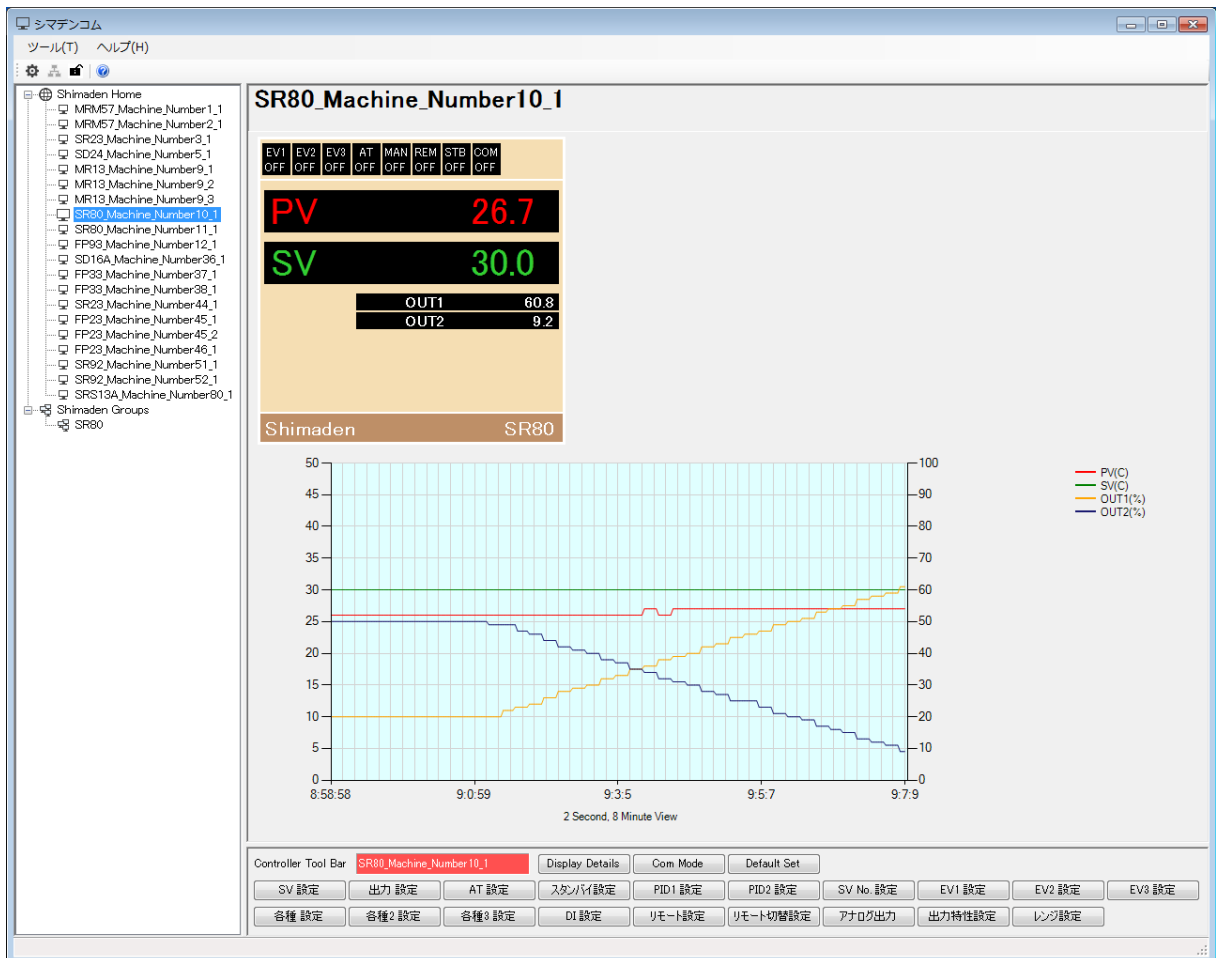 シマデンコム
ツール(T) ヘルプ(H)
Shimaden Home
MRM57_Machine_Number1_1
MRM57_Machine_Number2_1
SR23_Machine_Number3_1
SD24_Machine_Number5_1
MR13_Machine_Number9_1
MR13_Machine_Number9_2
MR13_Machine_Number9_3
SR80_Machine_Number10_1
SR80_Machine_Number11_1
FP93_Machine_Number12_1
SD16A_Machine_Number36_1
FP33_Machine_Number37_1
FP33_Machine_Number38_1
SR23_Machine_Number44_1
FP23_Machine_Number45_1
FP23_Machine_Number45_2
FP23_Machine_Number46_1
SR92_Machine_Number51_1
SR92_Machine_Number52_1
SRS13A_Machine_Number80_1
Shimaden Groups
SR80
SR80_Machine_Number10_1
EV1 EV2 EV3 AT MAN REM STB COM
OFF OFF OFF OFF OFF OFF OFF OFF
PV 26.7
SV 30.0
OUT1 60.8
OUT2 9.2
Shimaden SR80
50 100
45 90
40 80
35 70
30 60
25 50
20 40
15 30
10 20
5 10
0 0
8:58:58 9:0:59 9:3:5 9:5:7 9:7:9
2 Second, 8 Minute View
PV(C)
SV(C)
OUT1(%)
OUT2(%)
Controller Tool Bar SR80_Machine_Number10_1 Display Details Com Mode Default Set
SV 設定 出力 設定 AT 設定 スタンバイ設定 PID1 設定 PID2 設定 SV No. 設定 EV1 設定 EV2 設定 EV3 設定
各種 設定 各種2 設定 各種3 設定 DI 設定 リモート設定 リモート切替設定 アナログ出力 出力特性設定 レンジ設定